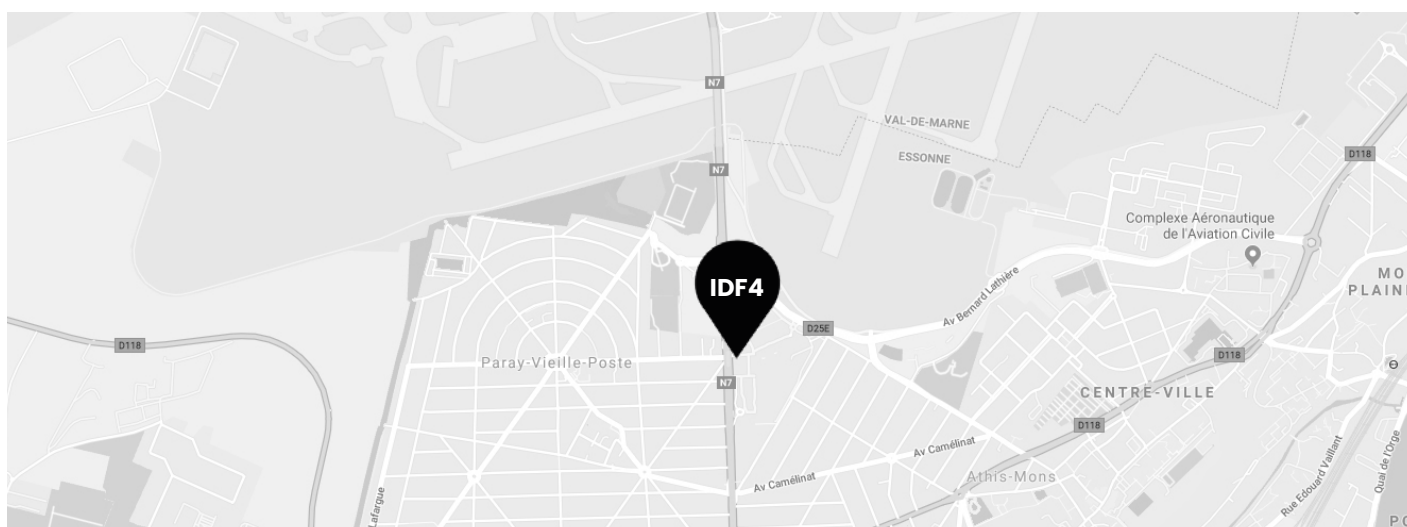 N7
VAL-DE-MARNE
ESSONNE
D118
N7
Complexe Aéronautique
de l'Aviation Civile
IDF4
Av Bernard Lathière
D25E
D118
Paray-Vieille-Poste
D118
N7
CENTRE-VILLE
D118
Av Camélinat
Av Camélinat
Athis-Mons
Rue Edouard Vaillant
Quai de l'Orge
Lafargue